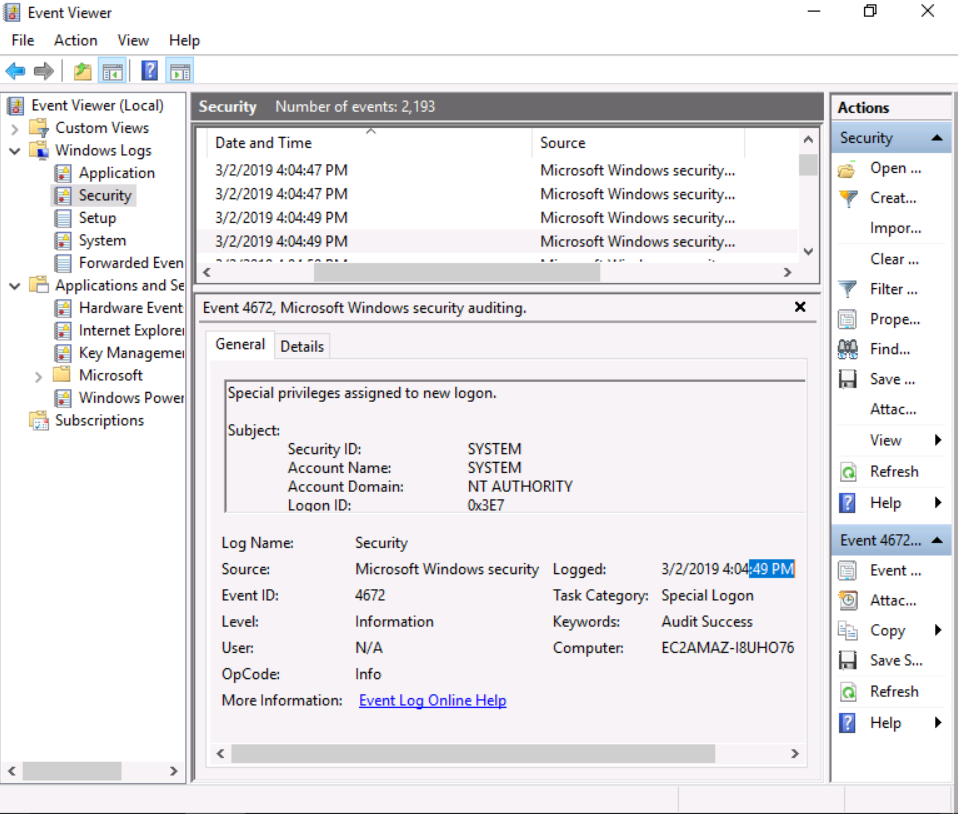 Event Viewer
File Action View Help
Event Viewer (Local)
Custom Views
Windows Logs
Application
Security
Setup
System
Forwarded Even
Applications and Se
Hardware Event
Internet Explorer
Key Managemen
Microsoft
Windows Power
Subscriptions
Security Number of events: 2,193
Date and Time Source
3/2/2019 4:04:47 PM Microsoft Windows security...
3/2/2019 4:04:47 PM Microsoft Windows security...
3/2/2019 4:04:49 PM Microsoft Windows security...
3/2/2019 4:04:49 PM Microsoft Windows security...
Event 4672, Microsoft Windows security auditing.
General Details
Special privileges assigned to new logon.
Subject:
Security ID: SYSTEM
Account Name: SYSTEM
Account Domain: NT AUTHORITY
Logon ID: 0x3E7
Log Name: Security
Source: Microsoft Windows security Logged: 3/2/2019 4:04:49 PM
Event ID: 4672 Task Category: Special Logon
Level: Information Keywords: Audit Success
User: N/A Computer: EC2AMAZ-I8UHO76
OpCode: Info
More Information: Event Log Online Help
Actions
Security
Open ...
Creat...
Impor...
Clear ...
Filter ...
Prope...
Find...
Save ...
Attac...
View
Refresh
Help
Event 4672...
Event ...
Attac...
Copy
Save S...
Refresh
Help